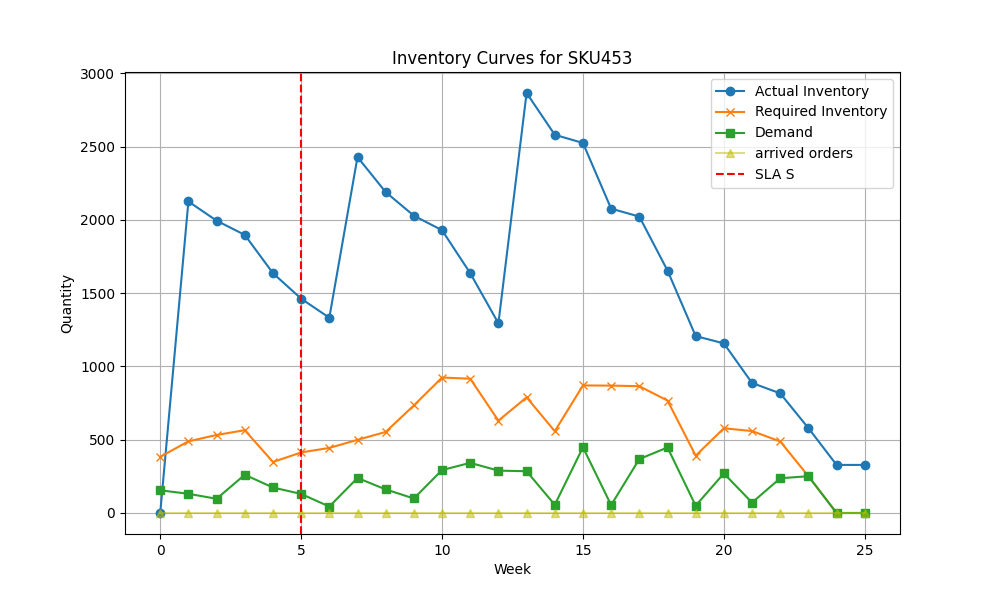 Inventory Curves for SKU453
3000
2500
2000
1500
1000
500
0
Quantity
Actual Inventory
Required Inventory
Demand
arrived orders
SLA S
0 5 10 15 20 25
Week